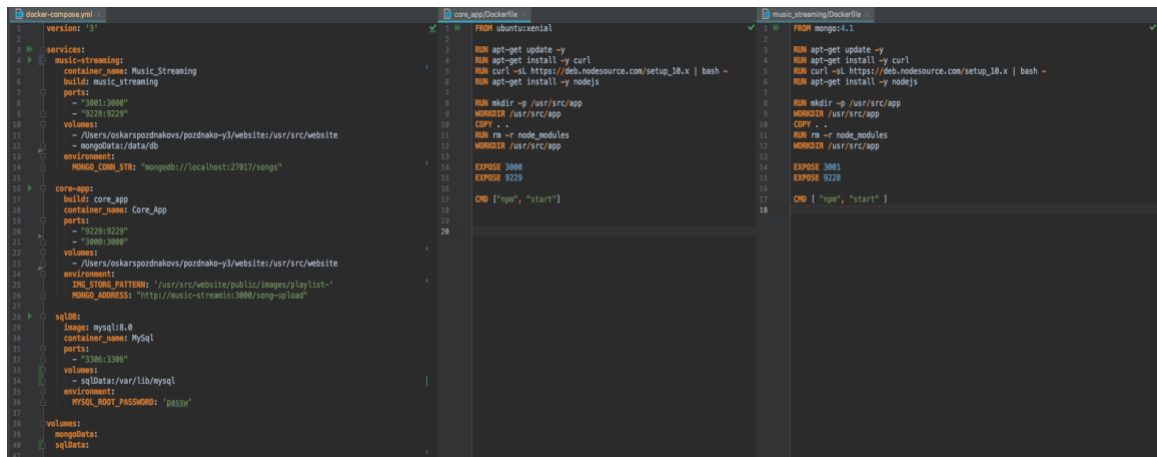 docker-compose.yml
version: '3'
services:
music-streaming:
container_name: Music_Streaming
build: music_streaming
ports:
- "3001:3000"
- "9228:9229"
volumes:
- /Users/oskarspozdnakovs/pozdnako-y3/website:/usr/src/website
- mongoData:/data/db
environment:
MONGO_CONN_STR: "mongodb://localhost:27017/songs"
core-app:
build: core_app
container_name: Core_App
ports:
- "9229:9229"
- "3000:3000"
volumes:
- /Users/oskarspozdnakovs/pozdnako-y3/website:/usr/src/website
environment:
IMG_STORG_PATTERN: '/usr/src/website/public/images/playlist-'
MONGO_ADDRESS: "http://music-streamin:3000/song-upload"
sqlDB:
image: mysql:8.0
container_name: MySql
ports:
- "3306:3306"
volumes:
- sqlData:/var/lib/mysql
environment:
MYSQL_ROOT_PASSWORD: 'passw'
volumes:
mongoData:
sqlData:
core_app/Dockerfile
FROM ubuntu:xenial
RUN apt-get update -y
RUN apt-get install -y curl
RUN curl -sL https://deb.nodesource.com/setup_10.x | bash -
RUN apt-get install -y nodejs
RUN mkdir -p /usr/src/app
WORKDIR /usr/src/app
COPY . .
RUN rm -r node_modules
WORKDIR /usr/src/app
EXPOSE 3000
EXPOSE 9229
CMD ["npm", "start"]
music_streaming/Dockerfile
FROM mongo:4.1
RUN apt-get update -y
RUN apt-get install -y curl
RUN curl -sL https://deb.nodesource.com/setup_10.x | bash -
RUN apt-get install -y nodejs
RUN mkdir -p /usr/src/app
WORKDIR /usr/src/app
COPY . .
RUN rm -r node_modules
WORKDIR /usr/src/app
EXPOSE 3001
EXPOSE 9228
CMD [ "npm", "start" ]